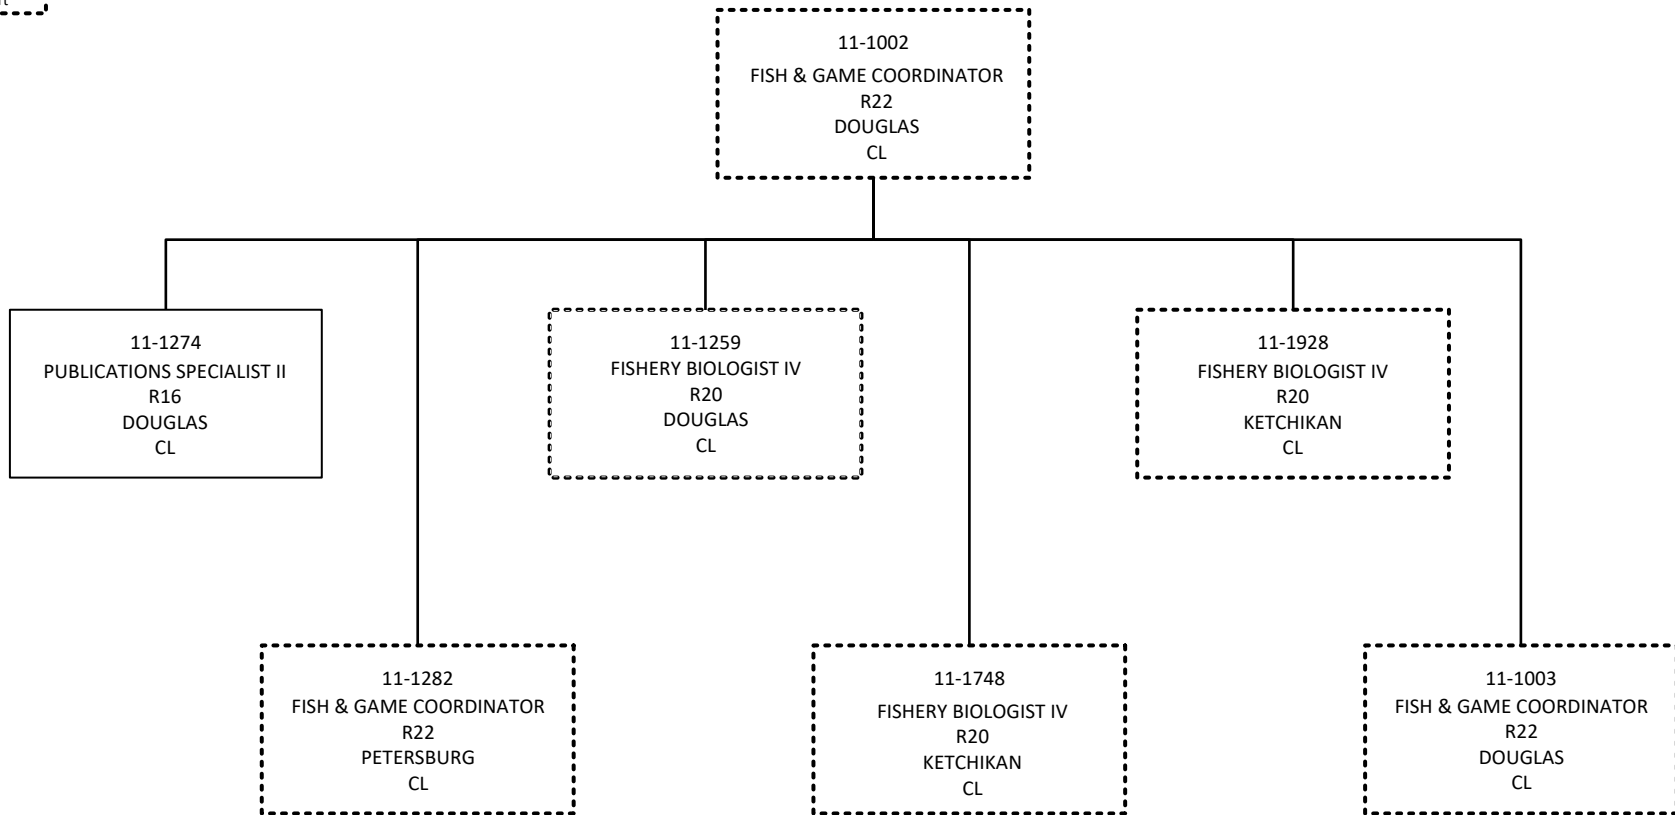 11-1002
FISH & GAME COORDINATOR
R22
DOUGLAS
CL
11-1274
PUBLICATIONS SPECIALIST II
R16
DOUGLAS
CL
11-1259
FISHERY BIOLOGIST IV
R20
DOUGLAS
CL
11-1928
FISHERY BIOLOGIST IV
R20
KETCHIKAN
CL
11-1282
FISH & GAME COORDINATOR
R22
PETERSBURG
CL
11-1748
FISHERY BIOLOGIST IV
R20
KETCHIKAN
CL
11-1003
FISH & GAME COORDINATOR
R22
DOUGLAS
CL